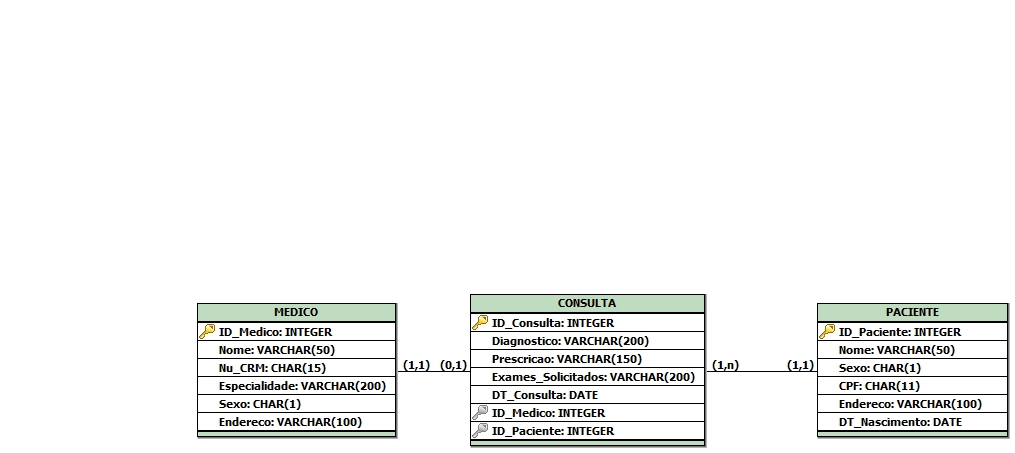 MEDICO
ID_Medico: INTEGER
Nome: VARCHAR(50)
Nu_CRM: CHAR(15)
Especialidade: VARCHAR(200)
Sexo: CHAR(1)
Endereco: VARCHAR(100)
(1,1) (0,1)
CONSULTA
ID_Consulta: INTEGER
Diagnostico: VARCHAR(200)
Prescricao: VARCHAR(150)
Exames_Solicitados: VARCHAR(200)
DT_Consulta: DATE
ID_Medico: INTEGER
ID_Paciente: INTEGER
(1,n) (1,1)
PACIENTE
ID_Paciente: INTEGER
Nome: VARCHAR(50)
Sexo: CHAR(1)
CPF: CHAR(11)
Endereco: VARCHAR(100)
DT_Nascimento: DATE